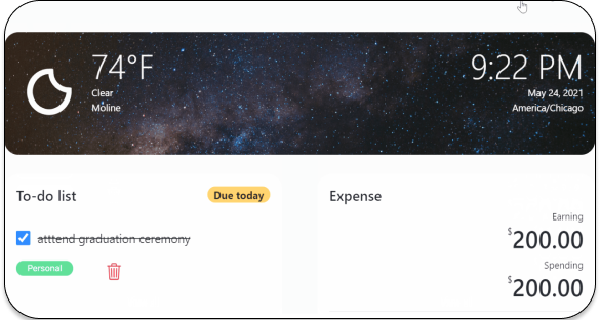 74°F
9:22 PM
Clear
May 24, 2021
Moline
America/Chicago
To-do list
Due today
atttend graduation ceremony
Personal
Expense
Earning
$200.00
Spending
$200.00